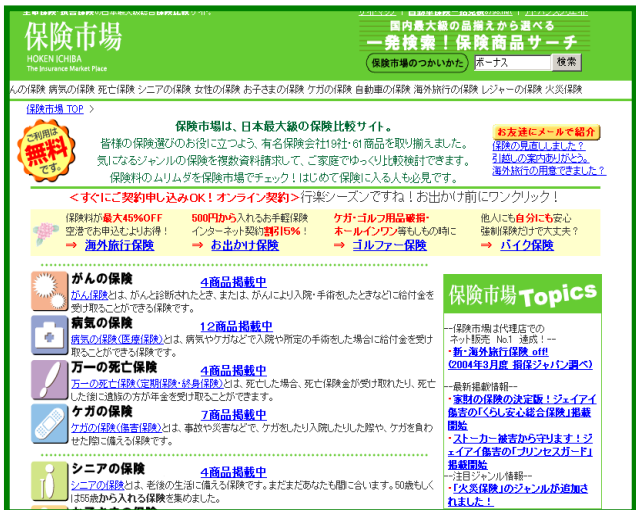 保険市場
HOKEN ICHIBA
The Insurance Market Place
国内最大級の品揃えから選べる
一発検索！保険商品サーチ
保険市場のつかいかた ボーナス 検索
んの保険 病気の保険 死亡保険 シニアの保険 女性の保険 お子さまの保険 ケガの保険 自動車の保険 海外旅行の保険 レジャーの保険 火災保険
保険市場 TOP ＞
ご利用は
無料
です。
保険市場は、日本最大級の保険比較サイト。
皆様の保険選びのお役に立つよう、有名保険会社19社・61商品を取り揃えました。
気になるジャンルの保険を複数資料請求して、ご家庭でゆっくり比較検討できます。
保険料のムリムダを保険市場でチェック！はじめて保険に入る人も必見です。
お友達にメールで紹介
保険の見直ししました？
引越しの案内ありがとう。
海外旅行の用意できました？
＜すぐにご契約申し込みOK！オンライン契約＞行楽シーズンですね！お出かけ前にワンクリック！
保険料が最大45%OFF
空港でお申込むよりお得！
⇒ 海外旅行保険
500円から入れるお手軽保険
インターネット契約割引5%！
⇒ お出かけ保険
ケガ・ゴルフ用品破損・
ホールインワン等もしもの時に
⇒ ゴルファー保険
他人にも自分にも安心
強制保険だけで大丈夫？
⇒ バイク保険
がんの保険 4商品掲載中
がん保険とは、がんと診断されたとき、または、がんにより入院・手術をしたときなどに給付金を
受け取ることができる保険です。
病気の保険 12商品掲載中
病気の保険(医療保険)とは、病気やケガなどで入院や所定の手術をした場合に給付金を受け
取ることができる保険です。
万一の死亡保険 4商品掲載中
万一の死亡保険(定期保険・終身保険)とは、死亡した場合、死亡保険金が受け取れたり、死亡
した後に遺族の方が年金を受け取ることができます。
ケガの保険 7商品掲載中
ケガの保険(傷害保険)とは、事故や災害などで、ケガをしたり入院したりした際や、ケガを負わ
せた際に備える保険です。
シニアの保険 4商品掲載中
シニアの保険とは、老後の生活に備える保険です。まだまだあなたも間に合います。50歳もしく
は55歳から入れる保険を集めました。
保険市場Topics
--保険市場は代理店での
ネット販売 No.1 達成！--
・新・海外旅行保険 off!
(2004年3月度 損保ジャパン調べ)
--最新掲載情報--
・家財の保険の決定版！ジェイアイ
傷害の「くらし安心総合保険」掲載
開始
・ストーカー被害から守ります！ジ
ェイアイ傷害の「プリンセスガード」
掲載開始
--注目ジャンル情報--
・「火災保険」のジャンルが追加さ
れました！